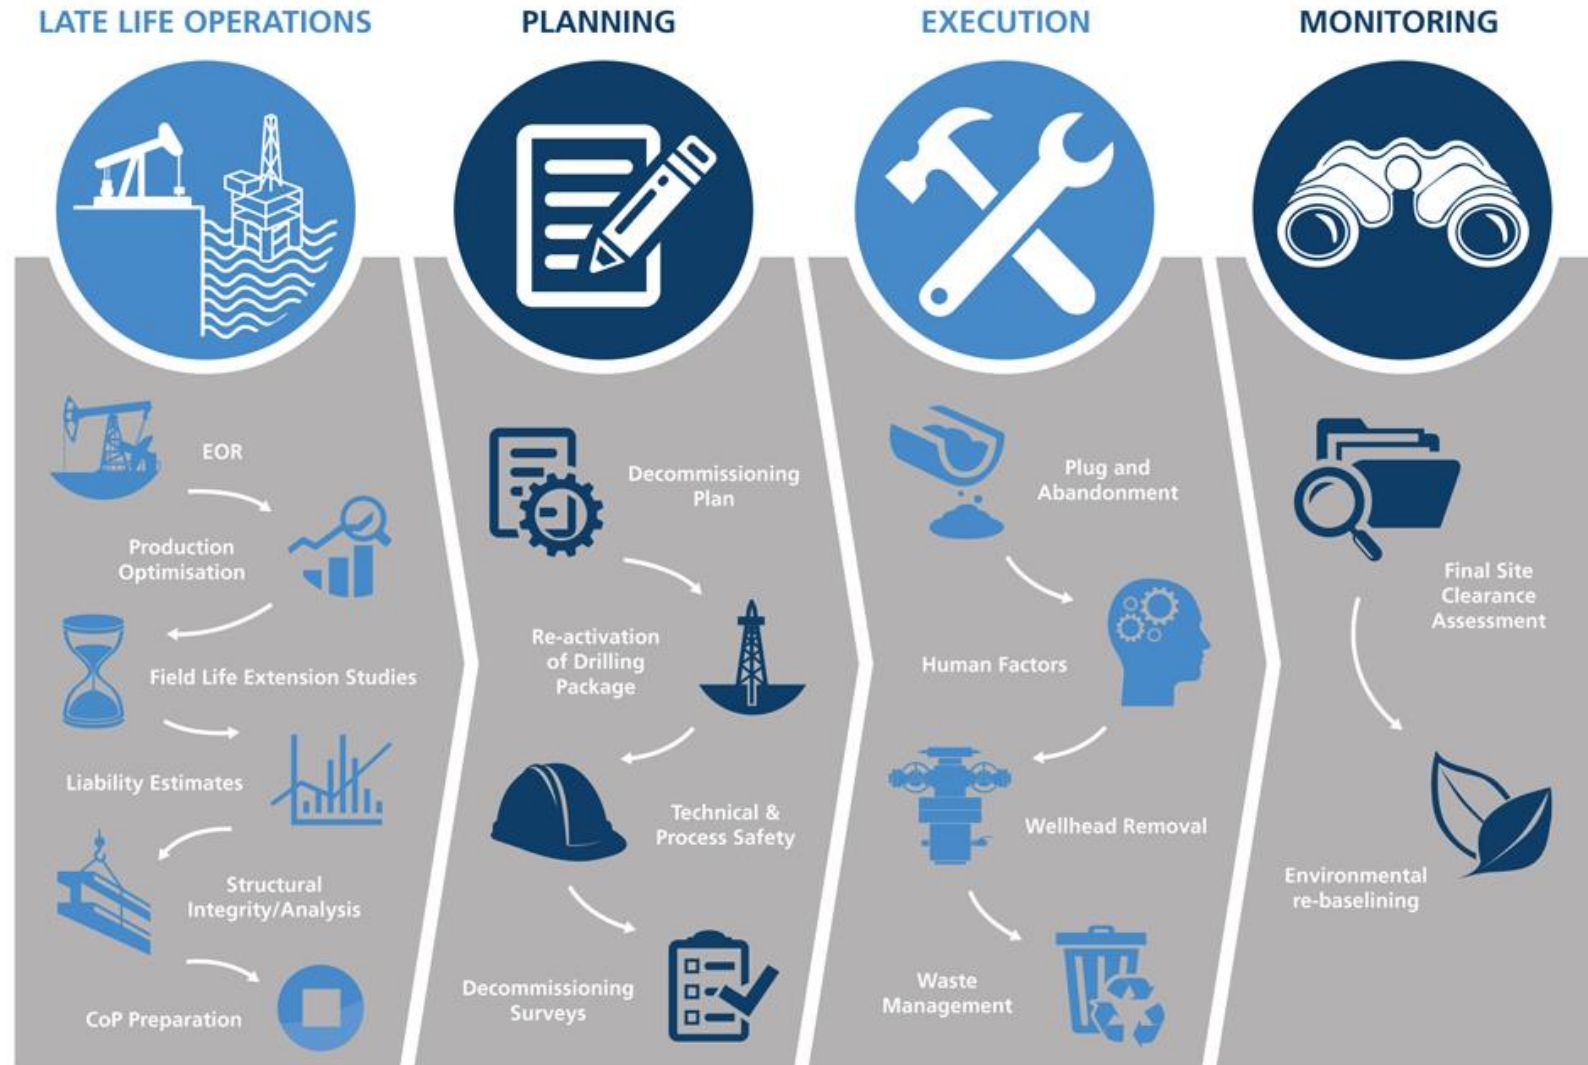 LATE LIFE OPERATIONS
PLANNING
EXECUTION
MONITORING
EOR
Production
Optimisation
Field Life Extension Studies
Liability Estimates
Structural
Integrity/Analysis
CoP Preparation
Decommissioning
Plan
Re-activation
of Drilling
Package
Technical &
Process Safety
Decommissioning
Surveys
Plug and
Abandonment
Human Factors
Wellhead Removal
Waste
Management
Final Site
Clearance
Assessment
Environmental
re-baselining